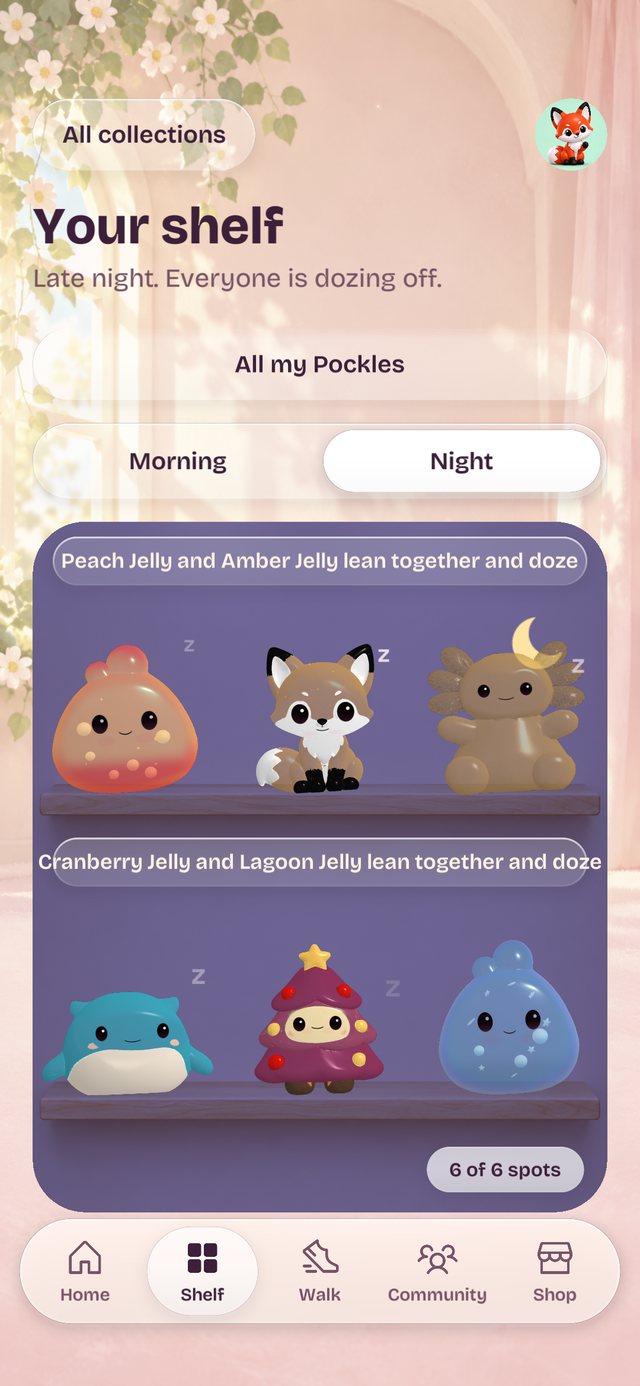 All collections
Your shelf
Late night. Everyone is dozing off.
All my Pockles
Morning
Night
Peach Jelly and Amber Jelly lean together and doze
z
z
z
Cranberry Jelly and Lagoon Jelly lean together and doze
z
z
6 of 6 spots
Home
Shelf
Walk
Community
Shop